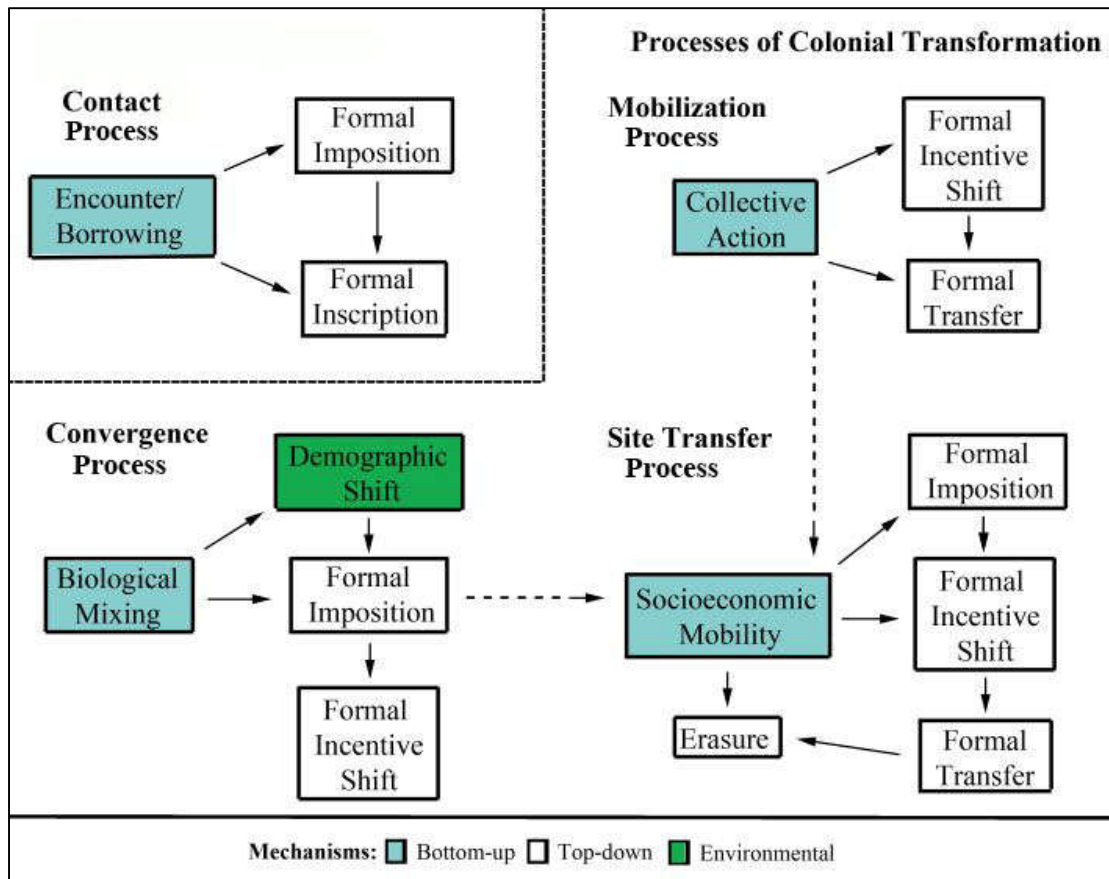 Processes of Colonial Transformation
Contact
Process
Formal
Imposition
Encounter/
Borrowing
Formal
Inscription
Mobilization
Process
Formal
Incentive
Shift
Collective
Action
Formal
Transfer
Convergence
Process
Demographic
Shift
Biological
Mixing
Formal
Imposition
Formal
Incentive
Shift
Site Transfer
Process
Formal
Imposition
Socioeconomic
Mobility
Formal
Incentive
Shift
Erasure
Formal
Transfer
Mechanisms: Bottom-up Top-down Environmental